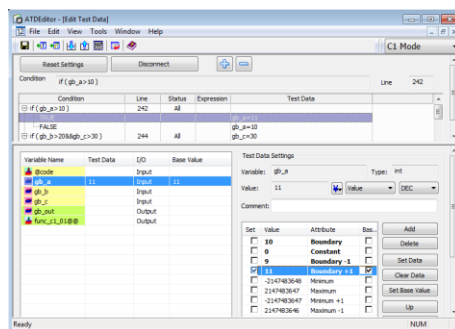 ATDEditor - [Edit Test Data]
File Edit View Tools Window Help
C1 Mode
Reset Settings Disconnect
Condition if ( gb_a>10 ) Line 242
Condition Line Status Expression Test Data
if ( gb_a>10 ) 242 All
TRUE gb_a=11
FALSE gb_a=10
if ( gb_b>20&&gb_c>30 ) 244 All gb_c=30
Variable Name Test Data I/O Base Value
@code Input
gb_a 11 Input 11
gb_b Input
gb_c Input
gb_out Output
func_c1_01@@ Output
Test Data Settings
Variable: gb_a Type: int
Value: 11 Value DEC
Comment:
Set Value Attribute Bas...
10 Boundary
0 Constant
9 Boundary -1
11 Boundary +1
-2147483648 Minimum
2147483647 Maximum
-2147483647 Minimum +1
2147483646 Maximum -1
Add
Delete
Set Data
Clear Data
Set Base Value
Up
Ready NUM